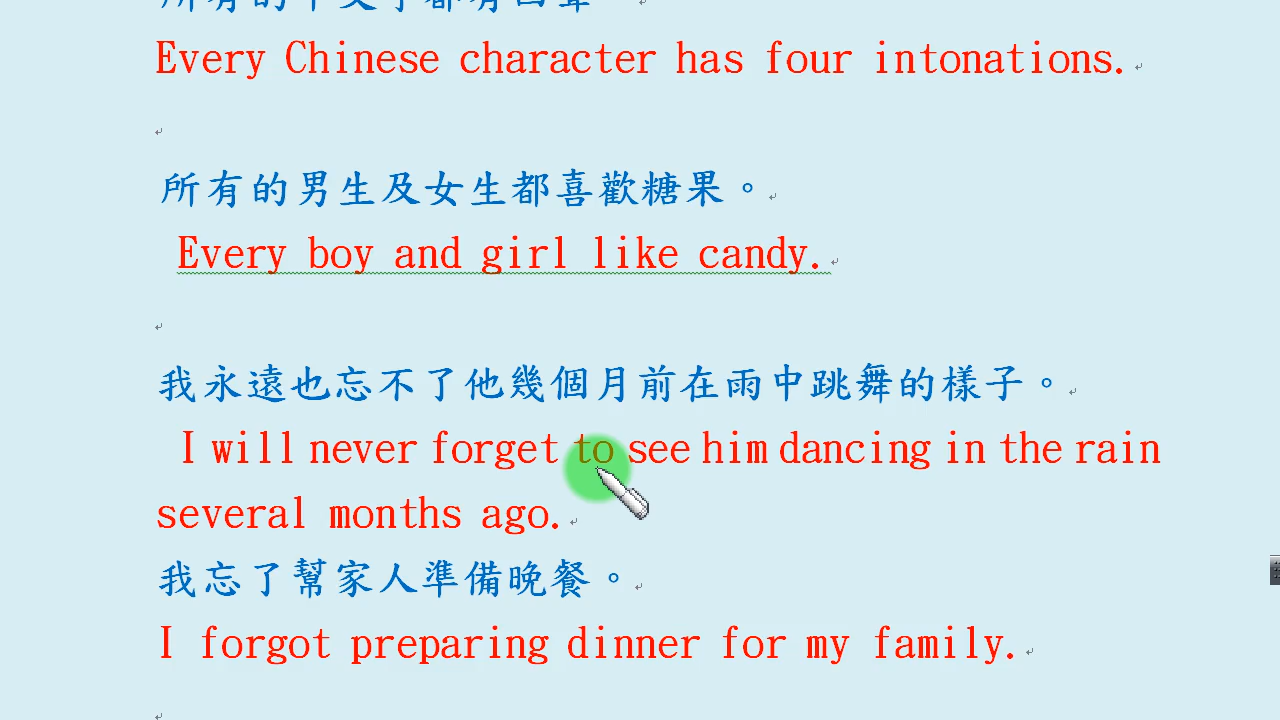 Every Chinese character has four intonations.
所有的男生及女生都喜歡糖果。
Every boy and girl like candy.
我永遠也忘不了他幾個月前在雨中跳舞的樣子。
I will never forget to see him dancing in the rain
several months ago.
我忘了幫家人準備晚餐。
I forgot preparing dinner for my family.